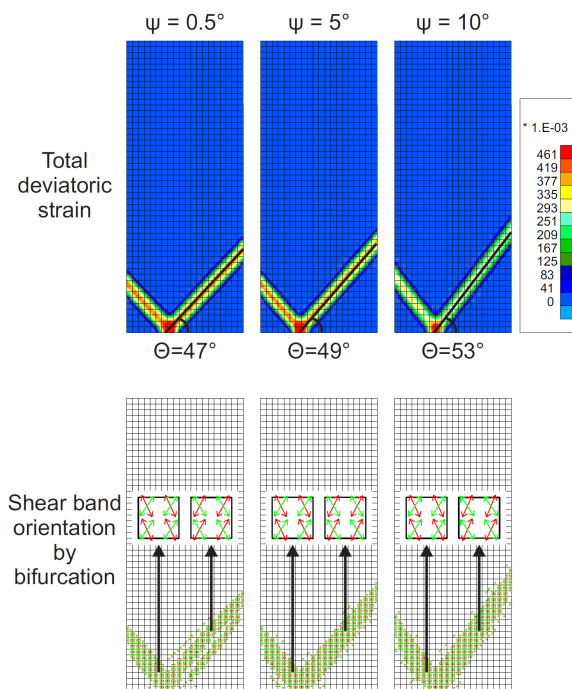 ψ = 0.5°
ψ = 5°
ψ = 10°
Total
deviatoric
strain
* 1.E-03
461
419
377
335
293
251
209
167
125
83
41
0
Θ=47°
Θ=49°
Θ=53°
Shear band
orientation
by
bifurcation